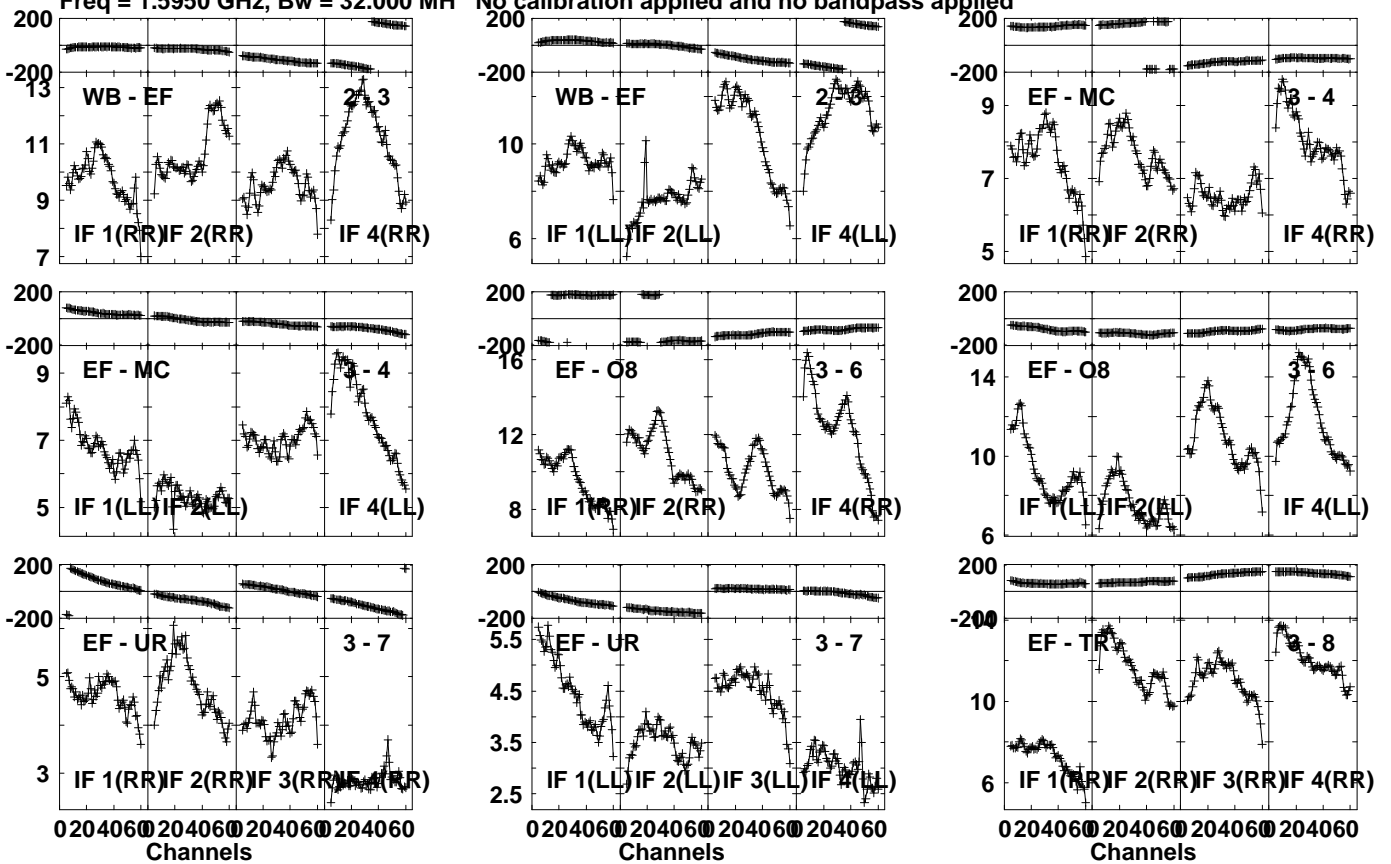 Freq = 1.5950 GHz, Bw = 32.000 MH No calibration applied and no bandpass applied
200
-200
13
11
9
7
WB - EF
2 - 3
IF 1(RR)
IF 2(RR)
IF 4(RR)
200
-200
10
6
WB - EF
2 - 3
IF 1(LL)
IF 2(LL)
IF 4(LL)
200
-200
9
7
5
EF - MC
3 - 4
IF 1(RR)
IF 2(RR)
IF 4(RR)
200
-200
9
7
5
EF - MC
3 - 4
IF 1(LL)
IF 2(LL)
IF 4(LL)
200
-200
16
12
8
EF - O8
3 - 6
IF 1(RR)
IF 2(RR)
IF 4(RR)
200
-200
14
10
6
EF - O8
3 - 6
IF 1(LL)
IF 2(LL)
IF 4(LL)
200
-200
5
3
EF - UR
3 - 7
IF 1(RR)
IF 2(RR)
IF 3(RR)
IF 4(RR)
0 20 40 60 0 20 40 60 0 20 40 60 0 20 40 60
Channels
200
-200
5.5
4.5
3.5
2.5
EF - UR
3 - 7
IF 1(LL)
IF 2(LL)
IF 3(LL)
IF 4(LL)
0 20 40 60 0 20 40 60 0 20 40 60 0 20 40 60
Channels
200
-200
14
10
6
EF - TR
3 - 8
IF 1(RR)
IF 2(RR)
IF 3(RR)
IF 4(RR)
0 20 40 60 0 20 40 60 0 20 40 60 0 20 40 60
Channels